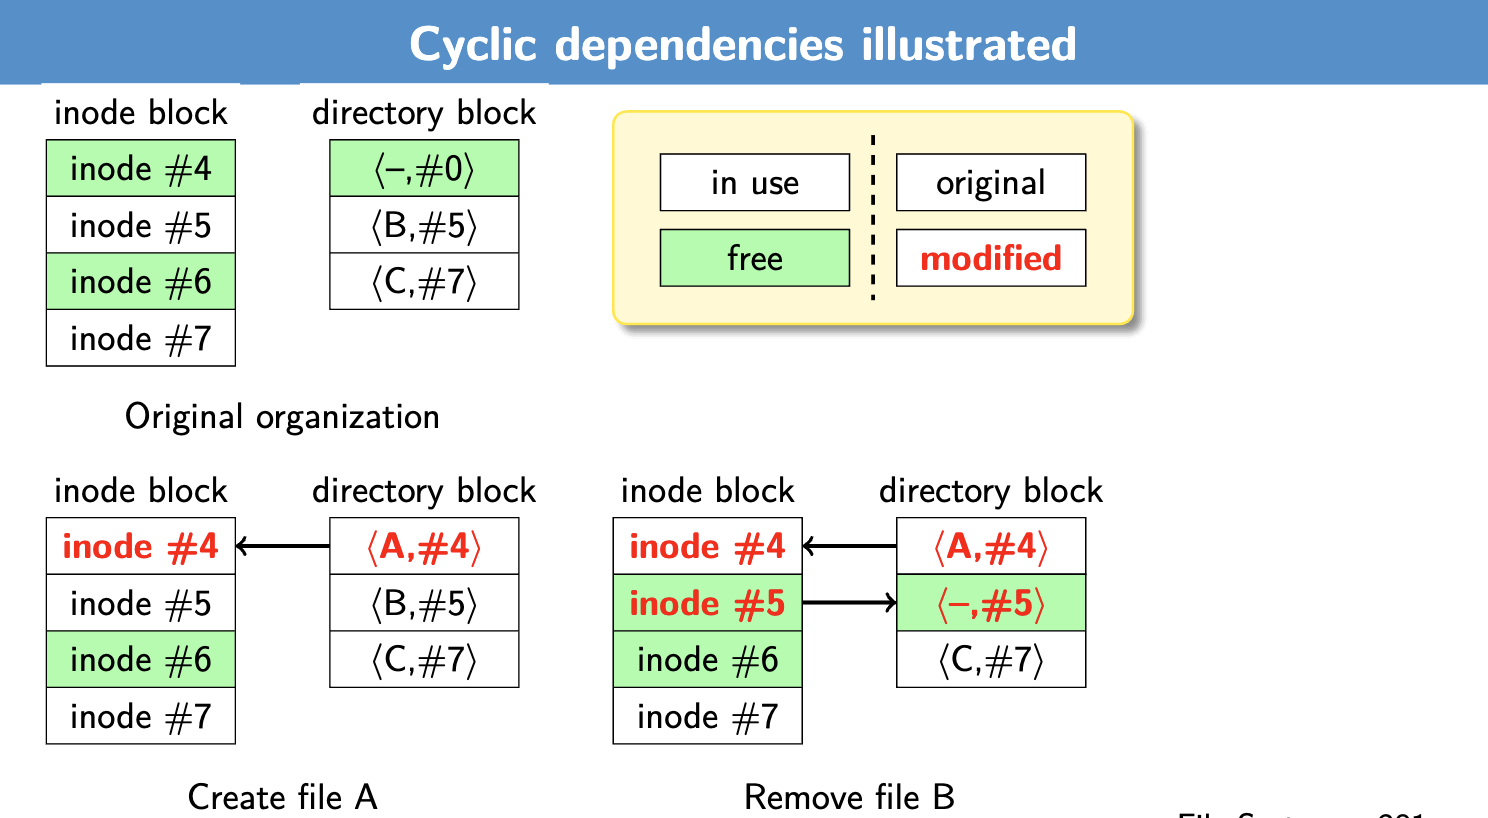 Cyclic dependencies illustrated
inode block
inode #4
inode #5
inode #6
inode #7
directory block
⟨–,#0⟩
⟨B,#5⟩
⟨C,#7⟩
Original organization
in use
free
original
modified
inode block
inode #4
inode #5
inode #6
inode #7
directory block
⟨A,#4⟩
⟨B,#5⟩
⟨C,#7⟩
Create file A
inode block
inode #4
inode #5
inode #6
inode #7
directory block
⟨A,#4⟩
⟨–,#5⟩
⟨C,#7⟩
Remove file B